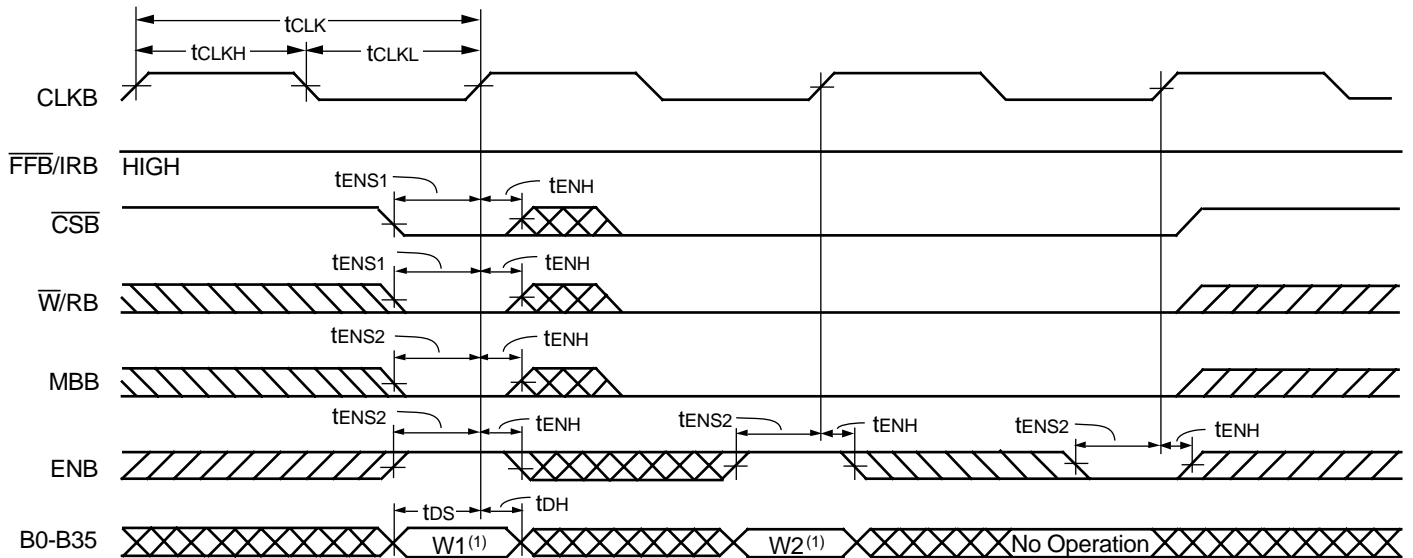 tCLK
tCLKH tCLKL
CLKB
FFB/IRB HIGH
tENS1 tENH
CSB
tENS1 tENH
W/RB
tENS2 tENH
MBB
tENS2 tENH tENS2 tENH tENS2 tENH
ENB
tDS tDH
B0-B35 W1(1) W2(1) No Operation